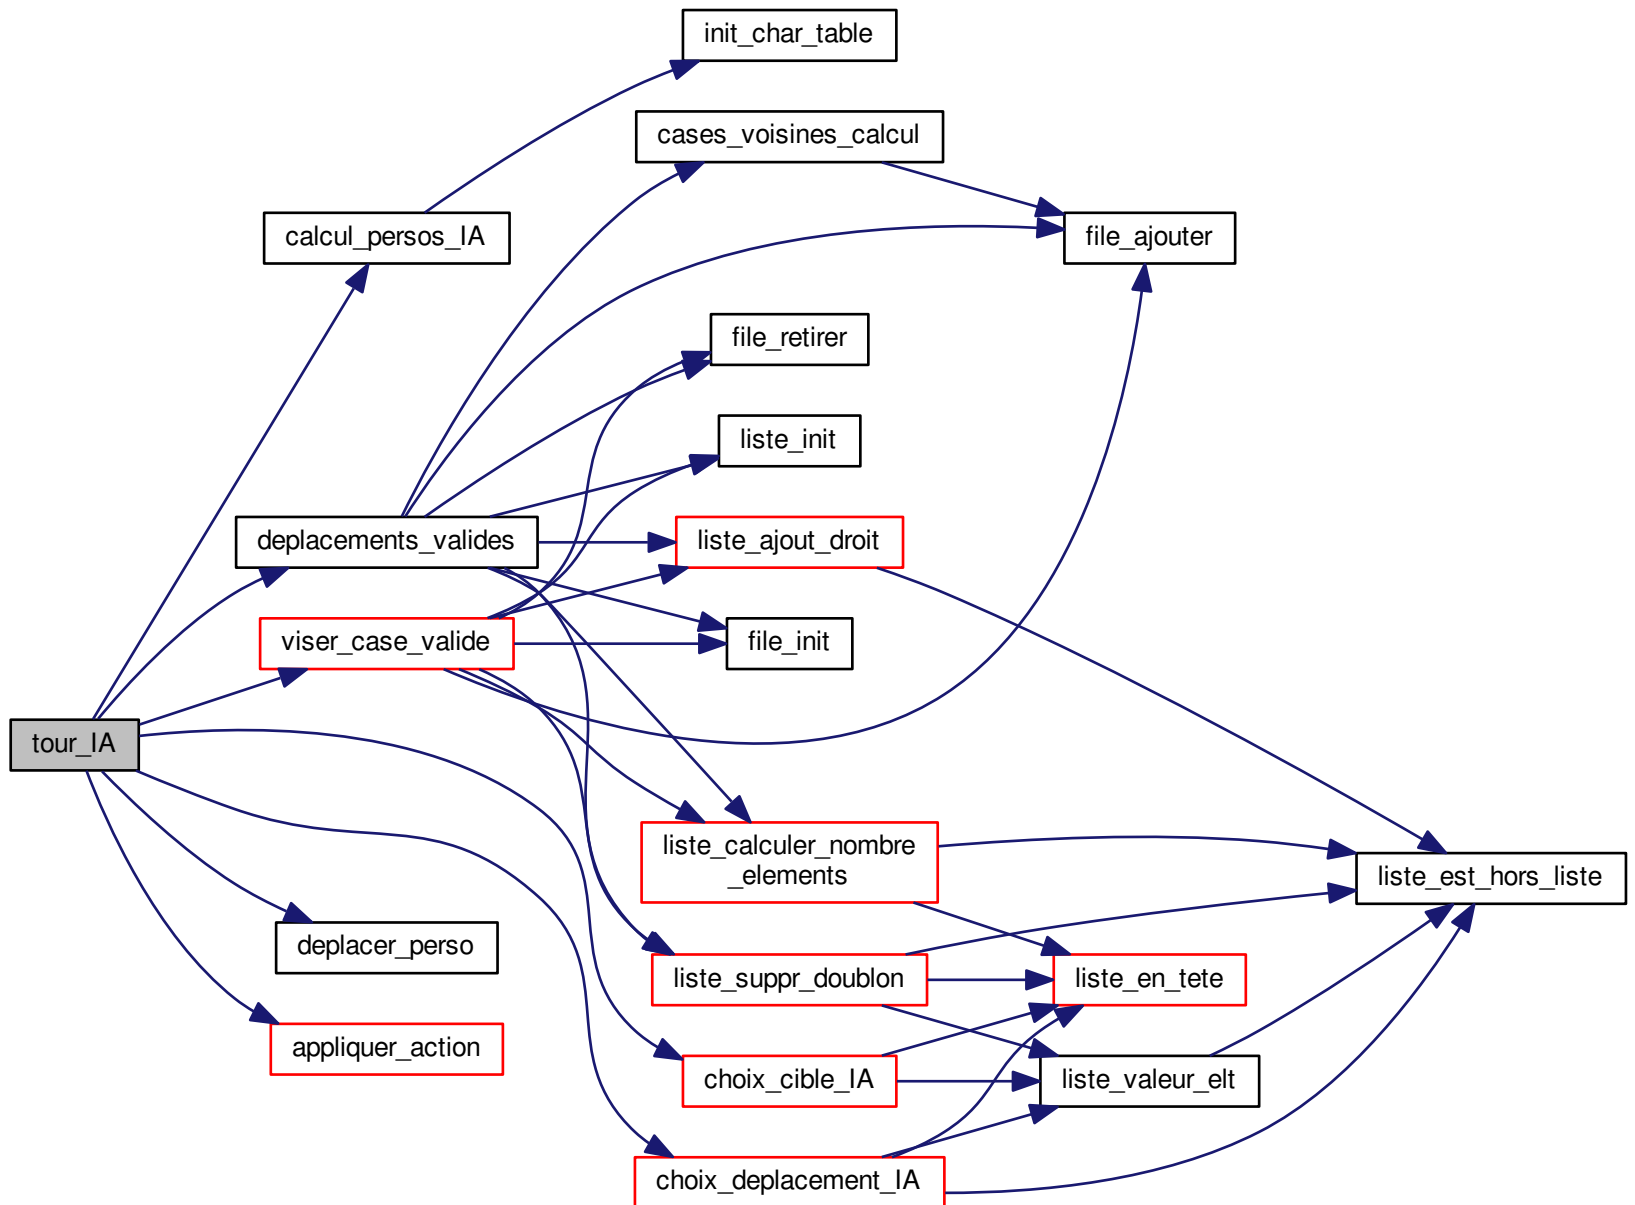 init_char_table
cases_voisines_calcul
calcul_persos_IA
file_ajouter
file_retirer
liste_init
deplacements_valides
liste_ajout_droit
viser_case_valide
file_init
tour_IA
liste_calculer_nombre
_elements
liste_est_hors_liste
deplacer_perso
liste_suppr_doublon
liste_en_tete
appliquer_action
choix_cible_IA
liste_valeur_elt
choix_deplacement_IA